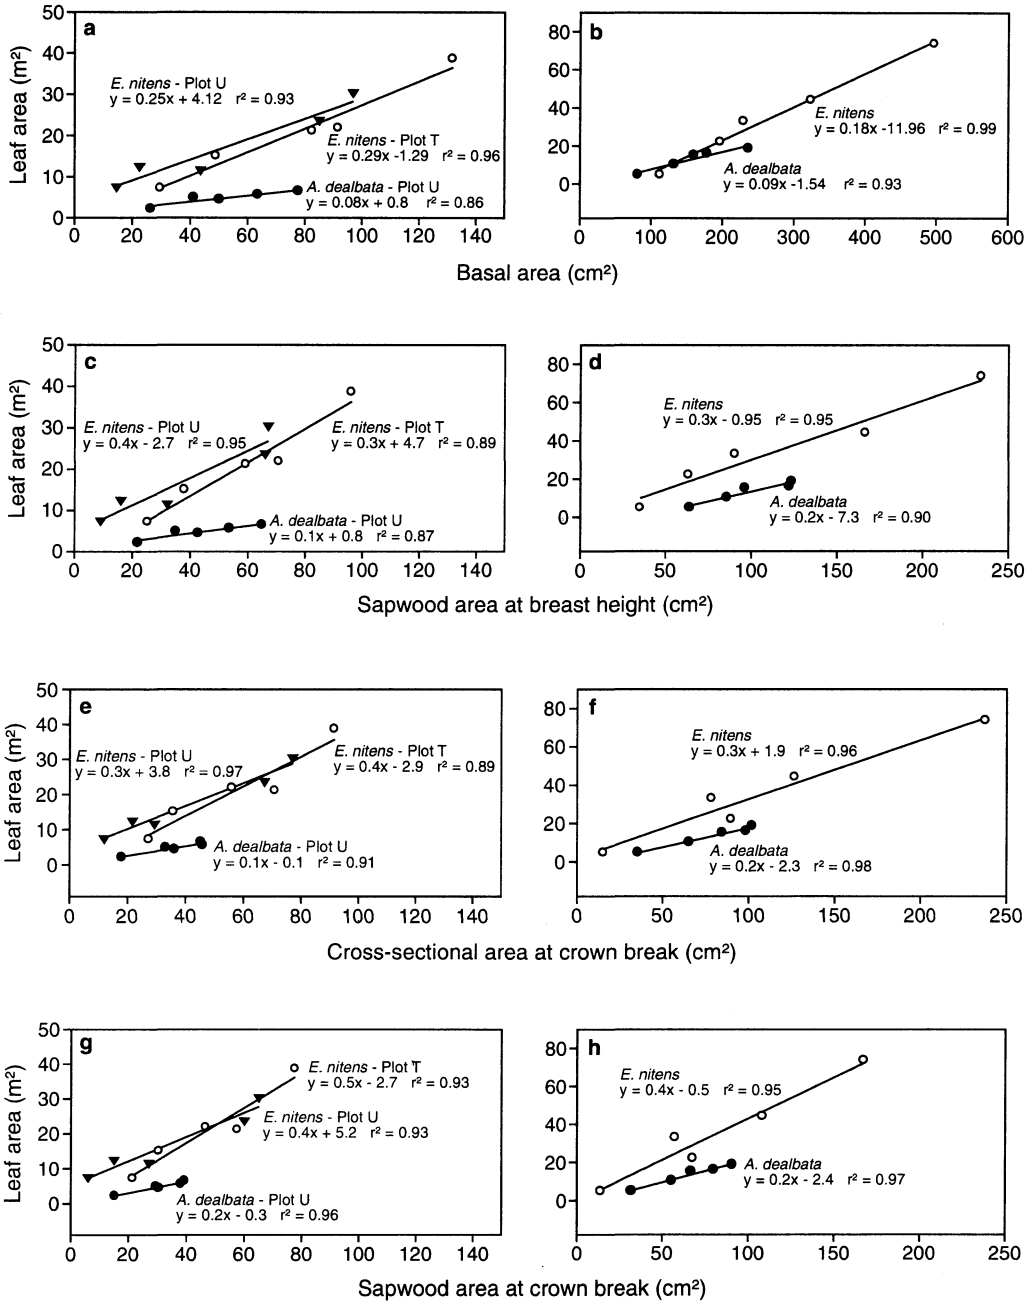 a
50
40
30
20
10
0
Leaf area (m²)
E. nitens - Plot U
y = 0.25x + 4.12 r² = 0.93
E. nitens - Plot T
y = 0.29x -1.29 r² = 0.96
A. dealbata - Plot U
y = 0.08x + 0.8 r² = 0.86
0 20 40 60 80 100 120 140
b
80
60
40
20
0
E. nitens
y = 0.18x -11.96 r² = 0.99
A. dealbata
y = 0.09x -1.54 r² = 0.93
0 100 200 300 400 500 600
Basal area (cm²)
c
50
40
30
20
10
0
Leaf area (m²)
E. nitens - Plot U
y = 0.4x - 2.7 r² = 0.95
E. nitens - Plot T
y = 0.3x + 4.7 r² = 0.89
A. dealbata - Plot U
y = 0.1x + 0.8 r² = 0.87
0 20 40 60 80 100 120 140
d
80
60
40
20
0
E. nitens
y = 0.3x - 0.95 r² = 0.95
A. dealbata
y = 0.2x - 7.3 r² = 0.90
0 50 100 150 200 250
Sapwood area at breast height (cm²)
e
50
40
30
20
10
0
Leaf area (m²)
E. nitens - Plot U
y = 0.3x + 3.8 r² = 0.97
E. nitens - Plot T
y = 0.4x - 2.9 r² = 0.89
A. dealbata - Plot U
y = 0.1x - 0.1 r² = 0.91
0 20 40 60 80 100 120 140
f
80
60
40
20
0
E. nitens
y = 0.3x + 1.9 r² = 0.96
A. dealbata
y = 0.2x - 2.3 r² = 0.98
0 50 100 150 200 250
Cross-sectional area at crown break (cm²)
g
50
40
30
20
10
0
Leaf area (m²)
E. nitens - Plot T
y = 0.5x - 2.7 r² = 0.93
E. nitens - Plot U
y = 0.4x + 5.2 r² = 0.93
A. dealbata - Plot U
y = 0.2x - 0.3 r² = 0.96
0 20 40 60 80 100 120 140
h
80
60
40
20
0
E. nitens
y = 0.4x - 0.5 r² = 0.95
A. dealbata
y = 0.2x - 2.4 r² = 0.97
0 50 100 150 200 250
Sapwood area at crown break (cm²)